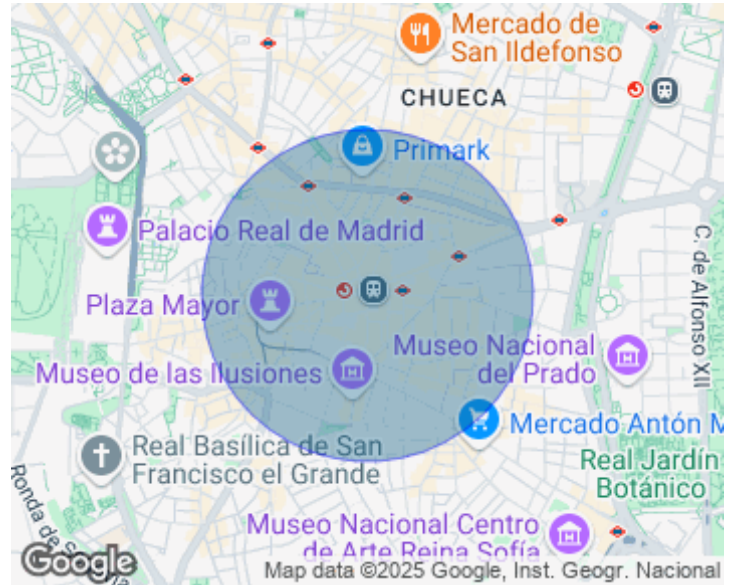 Mercado de
San Ildefonso
CHUECA
Primark
Palacio Real de Madrid
C. de Alfonso XII
Plaza Mayor
Museo Nacional
del Prado
Museo de las Ilusiones
Mercado Antón M
Real Basílica de San
Francisco el Grande
Real Jardín
Botánico
Ronda de
Museo Nacional Centro
de Arte Reina Sofía
Google
Map data ©2025 Google, Inst. Geogr. Nacional